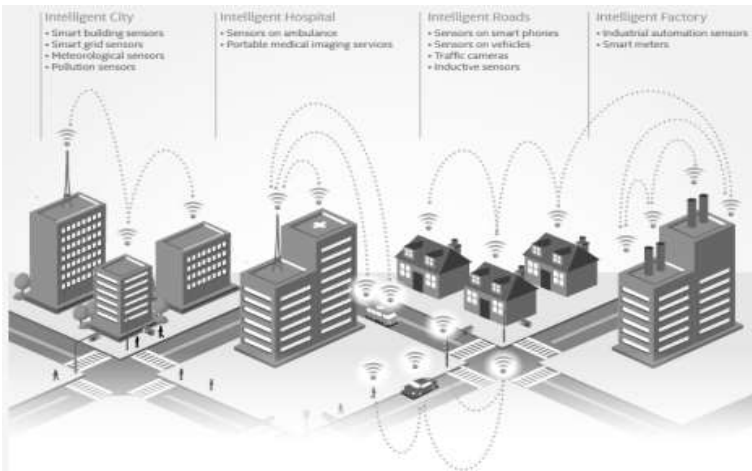 Intelligent City
• Smart building sensors
• Smart grid sensors
• Meteorological sensors
• Pollution sensors
Intelligent Hospital
• Sensors on ambulance
• Portable medical imaging services
Intelligent Roads
• Sensors on smart phones
• Sensors on vehicles
• Traffic cameras
• Inductive sensors
Intelligent Factory
• Industrial automation sensors
• Smart meters